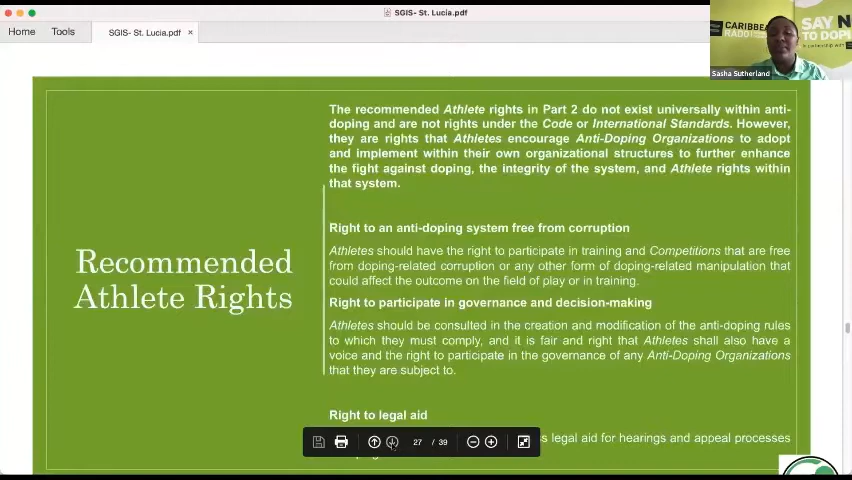 SGIS- St. Lucia.pdf
Home
Tools
SGIS- St. Lucia.pdf ×
CARIBBEAN
RADO
SAY N
TO DOPI
in partnership with
Sasha Sutherland
The recommended Athlete rights in Part 2 do not exist universally within anti-
doping and are not rights under the Code or International Standards. However,
they are rights that Athletes encourage Anti-Doping Organizations to adopt
and implement within their own organizational structures to further enhance
the fight against doping, the integrity of the system, and Athlete rights within
that system.
Recommended
Athlete Rights
Right to an anti-doping system free from corruption
Athletes should have the right to participate in training and Competitions that are free
from doping-related corruption or any other form of doping-related manipulation that
could affect the outcome on the field of play or in training.
Right to participate in governance and decision-making
Athletes should be consulted in the creation and modification of the anti-doping rules
to which they must comply, and it is fair and right that Athletes shall also have a
voice and the right to participate in the governance of any Anti-Doping Organizations
that they are subject to.
Right to legal aid
legal aid for hearings and appeal processes
27 / 39